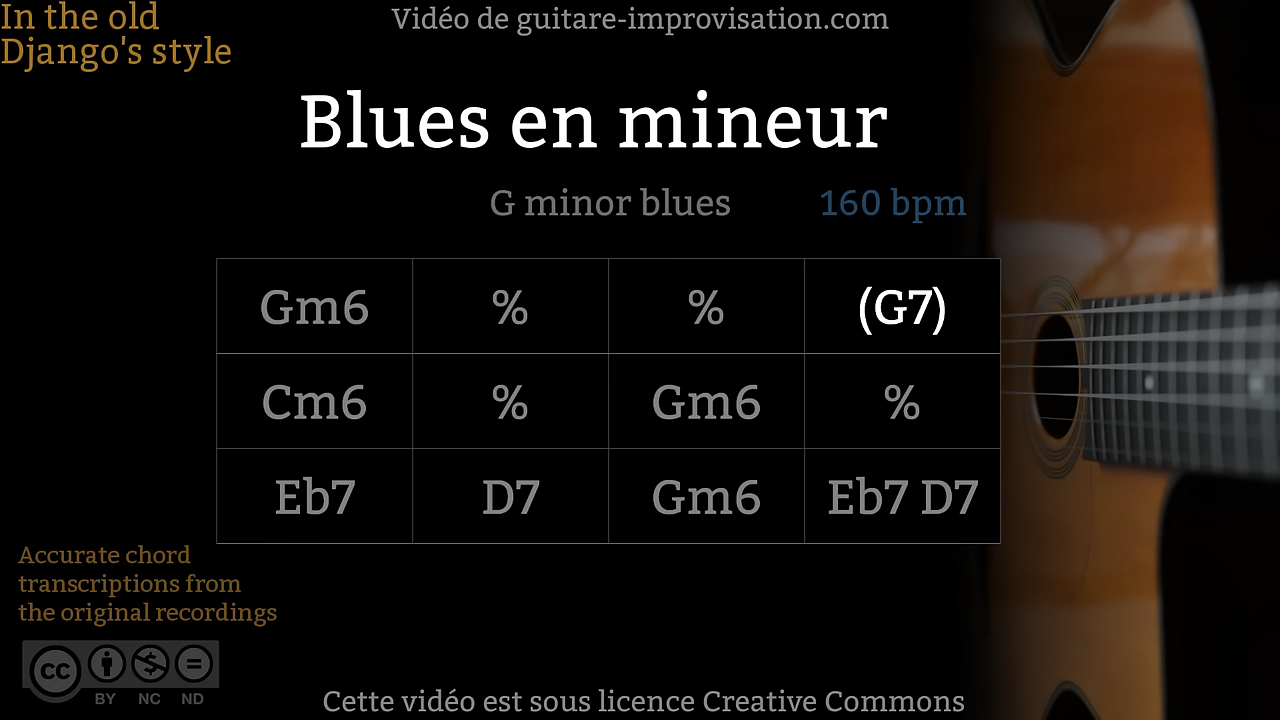 In the old
Django's style
Vidéo de guitare-improvisation.com
Blues en mineur
G minor blues 160 bpm
Gm6 % % (G7)
Cm6 % Gm6 %
Eb7 D7 Gm6 Eb7 D7
Accurate chord
transcriptions from
the original recordings
cc
BY NC ND
Cette vidéo est sous licence Creative Commons